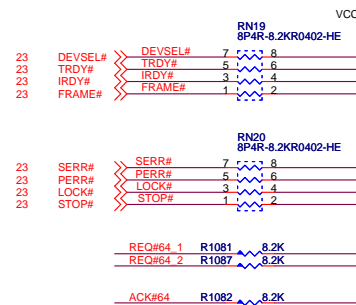 VCC
RN19
8P4R-8.2KR0402-HE
23 DEVSEL# DEVSEL# 7 8
23 TRDY# TRDY# 5 6
23 IRDY# IRDY# 3 4
23 FRAME# FRAME# 1 2
RN20
8P4R-8.2KR0402-HE
23 SERR# SERR# 7 8
23 PERR# PERR# 5 6
23 LOCK# LOCK# 3 4
23 STOP# STOP# 1 2
REQ#64_1 R1081 8.2K
REQ#64_2 R1087 8.2K
ACK#64 R1082 8.2K